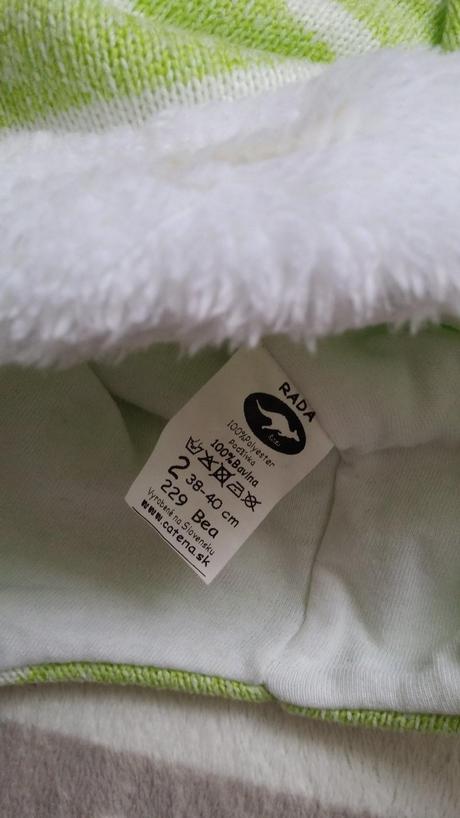 RADA
100%Polyester
Podšívka
100%Bavlna
2 38-40 cm
229 Bea
Vyrobené na Slovensku
www.catena.sk